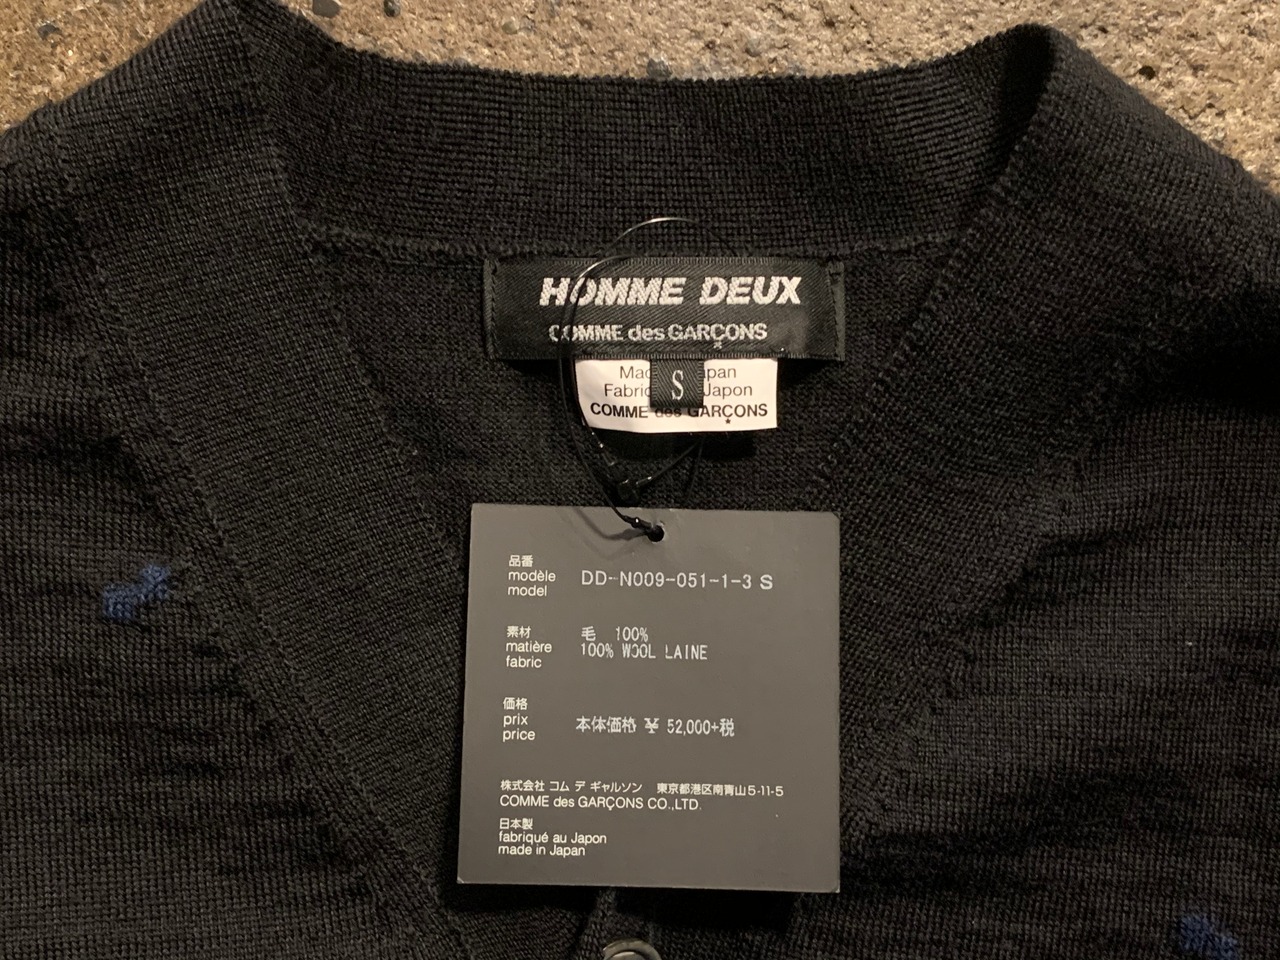 HOMME DEUX
COMME des GARÇONS
S
COMME des GARÇONS
品番
modèle
model
DD-N009-051-1-3 S
素材
matière
fabric
毛 100%
100% WOOL LAINE
価格
prix
price
本体価格 ¥ 52,000+税
株式会社 コム デ ギャルソン 東京都港区南青山5-11-5
COMME des GARÇONS CO.,LTD.
日本製
fabriqué au Japon
made in Japan